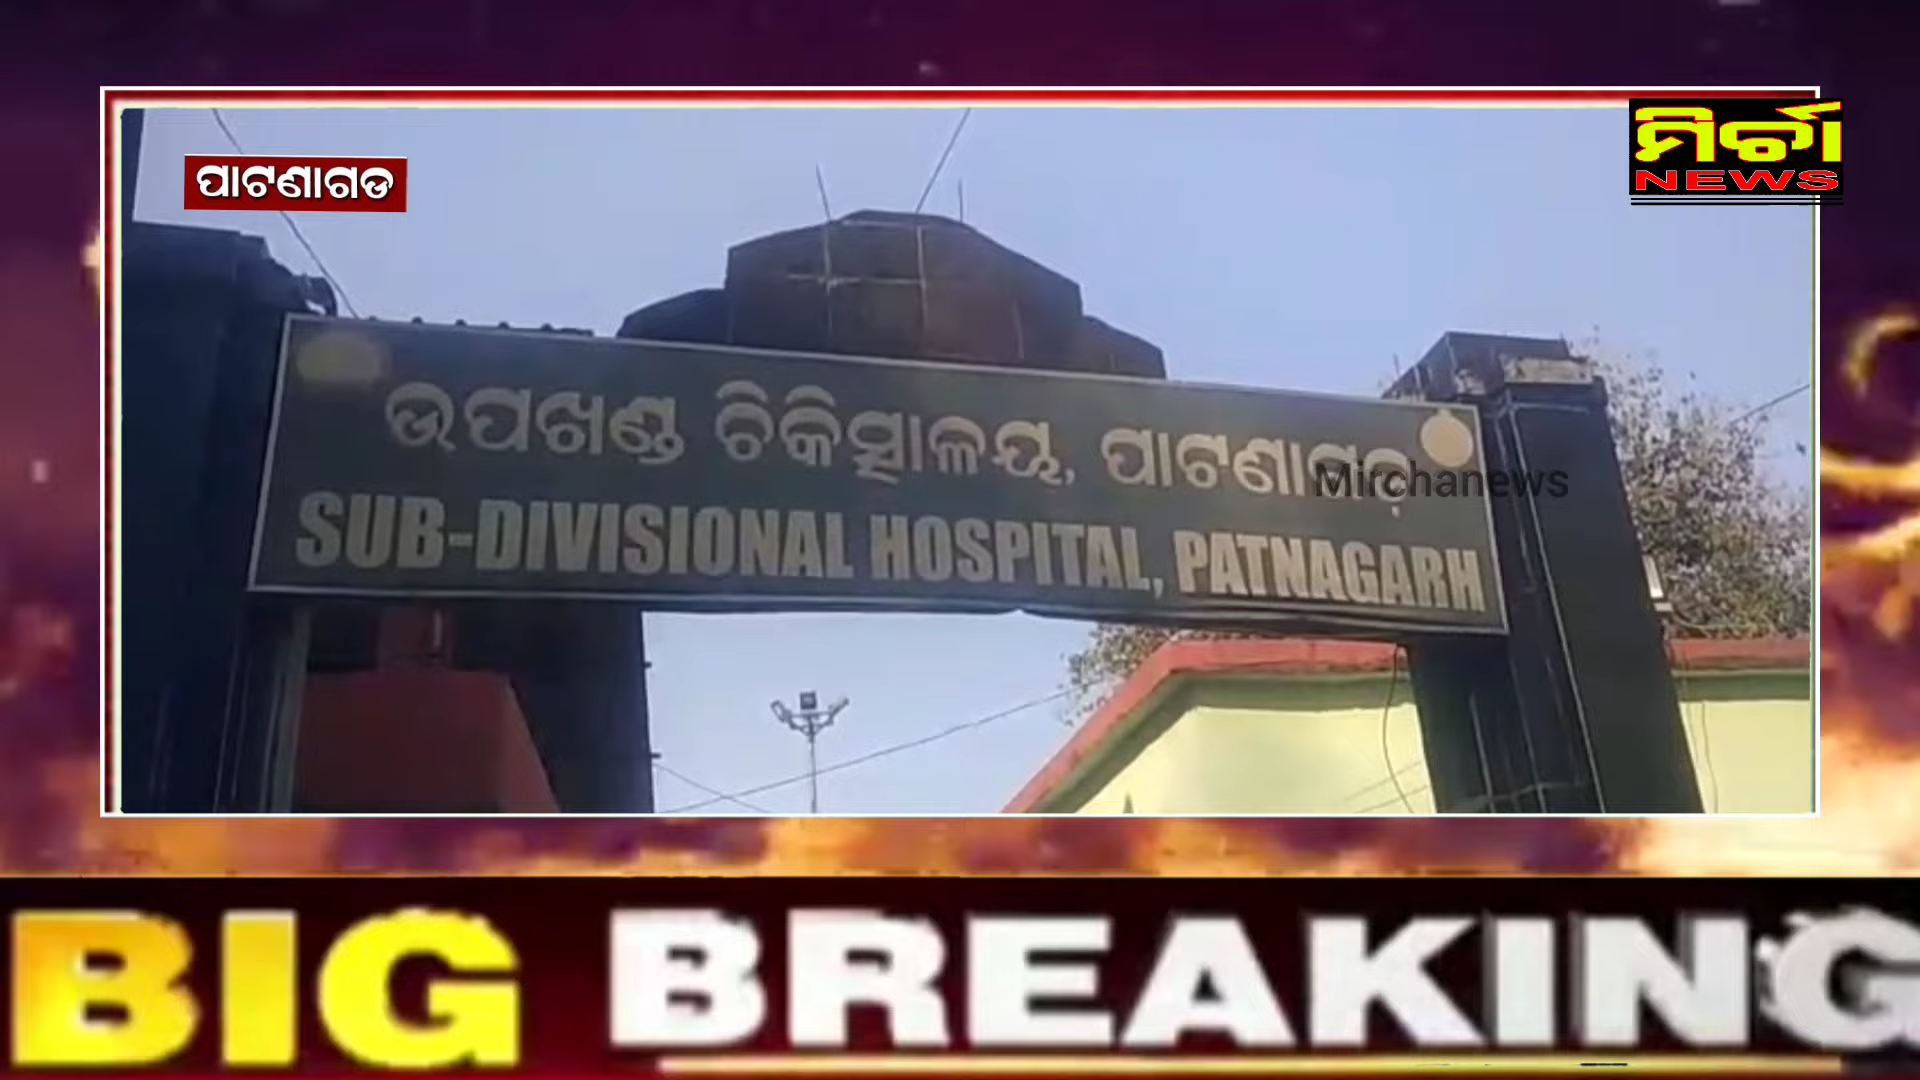 ମିର୍ଚା
NEWS
ପାଟଣାଗଡ
ଉପଖଣ୍ଡ ଚିକିତ୍ସାଳୟ, ପାଟଣାଗଡ଼
Mirchanews
SUB-DIVISIONAL HOSPITAL, PATNAGARH
BIG BREAKING